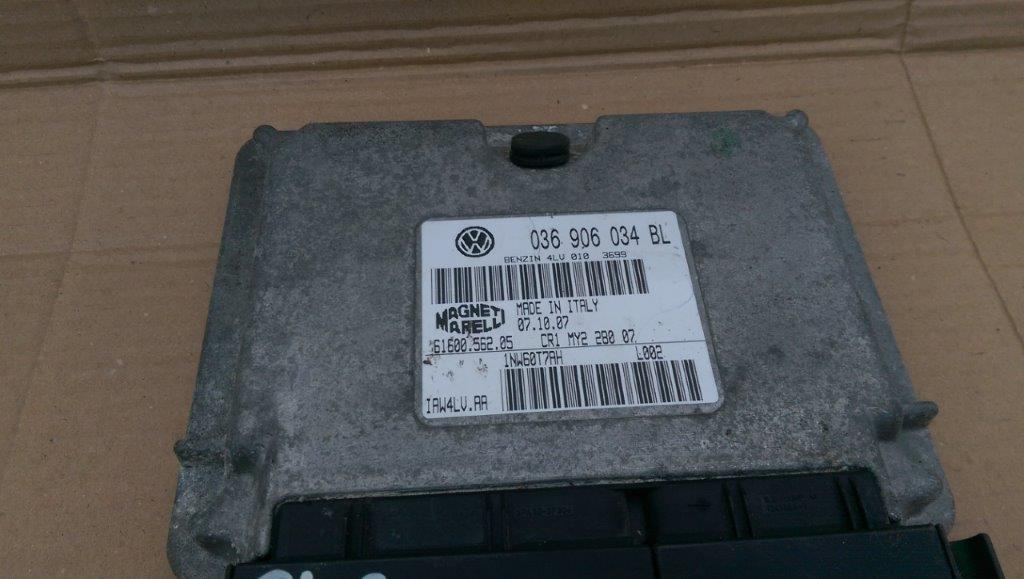 036 906 034 BL
BENZIN 4LV 010 3699
MAGNETI
MARELLI
MADE IN ITALY
07.10.07
61600.562.05 CR1 MY2 280 07
1NW60T7AH L002
IAW4LV.AA